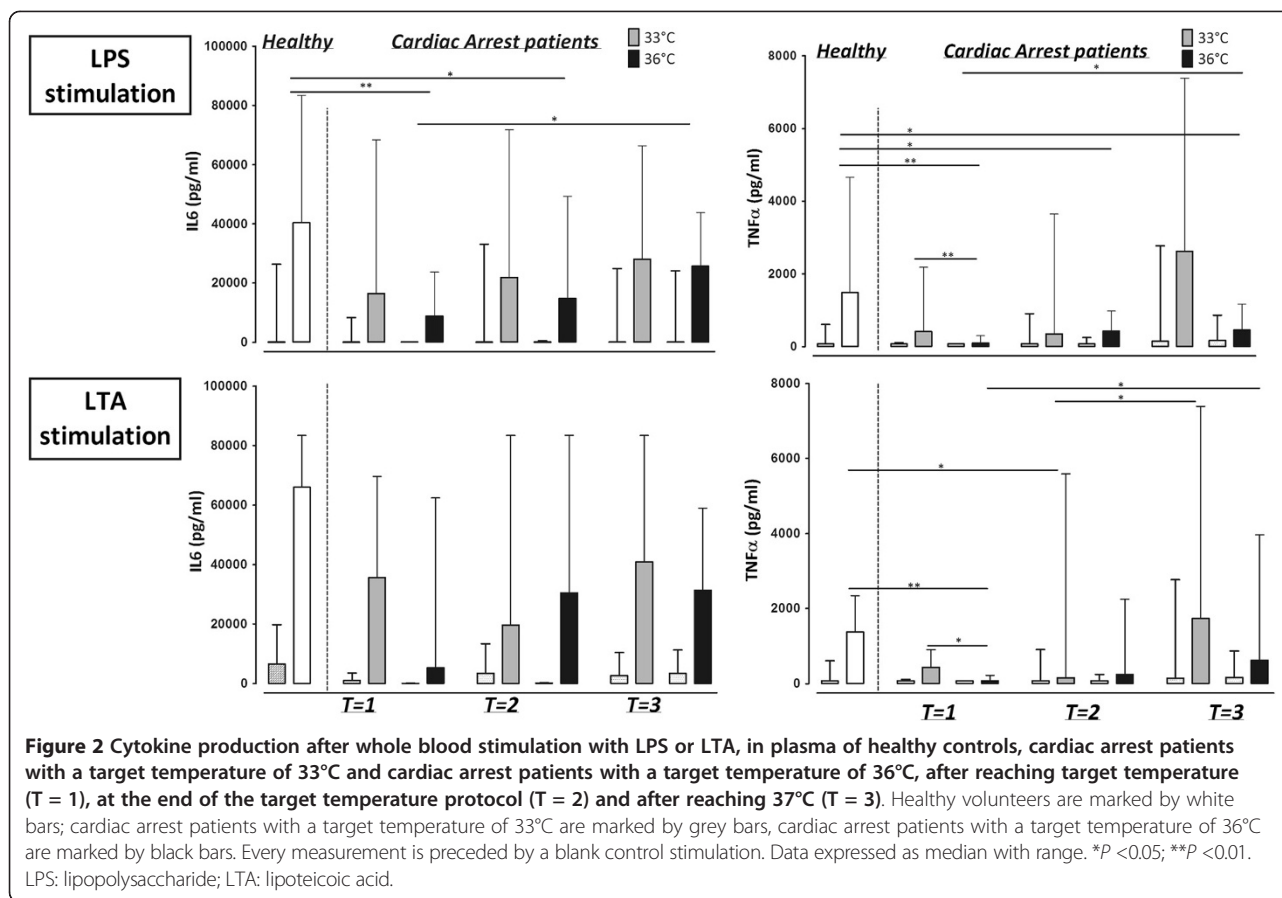 LPS
stimulation
Healthy
Cardiac Arrest patients
33°C
36°C
IL6 (pg/ml)
100000
80000
60000
40000
20000
0
*
**
*
Healthy
Cardiac Arrest patients
33°C
36°C
TNFα (pg/ml)
8000
6000
4000
2000
0
*
*
*
**
**
LTA
stimulation
IL6 (pg/ml)
100000
80000
60000
40000
20000
0
T=1
T=2
T=3
TNFα (pg/ml)
8000
6000
4000
2000
0
*
*
*
**
*
T=1
T=2
T=3
Figure 2 Cytokine production after whole blood stimulation with LPS or LTA, in plasma of healthy controls, cardiac arrest patients
with a target temperature of 33°C and cardiac arrest patients with a target temperature of 36°C, after reaching target temperature
(T = 1), at the end of the target temperature protocol (T = 2) and after reaching 37°C (T = 3). Healthy volunteers are marked by white
bars; cardiac arrest patients with a target temperature of 33°C are marked by grey bars, cardiac arrest patients with a target temperature of 36°C
are marked by black bars. Every measurement is preceded by a blank control stimulation. Data expressed as median with range. *P <0.05; **P <0.01.
LPS: lipopolysaccharide; LTA: lipoteicoic acid.